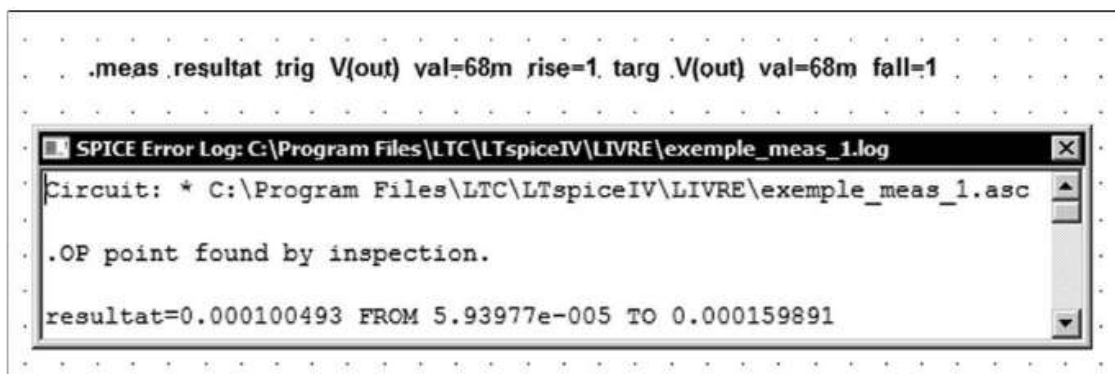 .meas resultat trig V(out) val=68m rise=1 targ V(out) val=68m fall=1
SPICE Error Log: C:\Program Files\LTC\LTspiceIV\LIVRE\exemple_meas_1.log
Circuit: * C:\Program Files\LTC\LTspiceIV\LIVRE\exemple_meas_1.asc
.OP point found by inspection.
resultat=0.000100493 FROM 5.93977e-005 TO 0.000159891